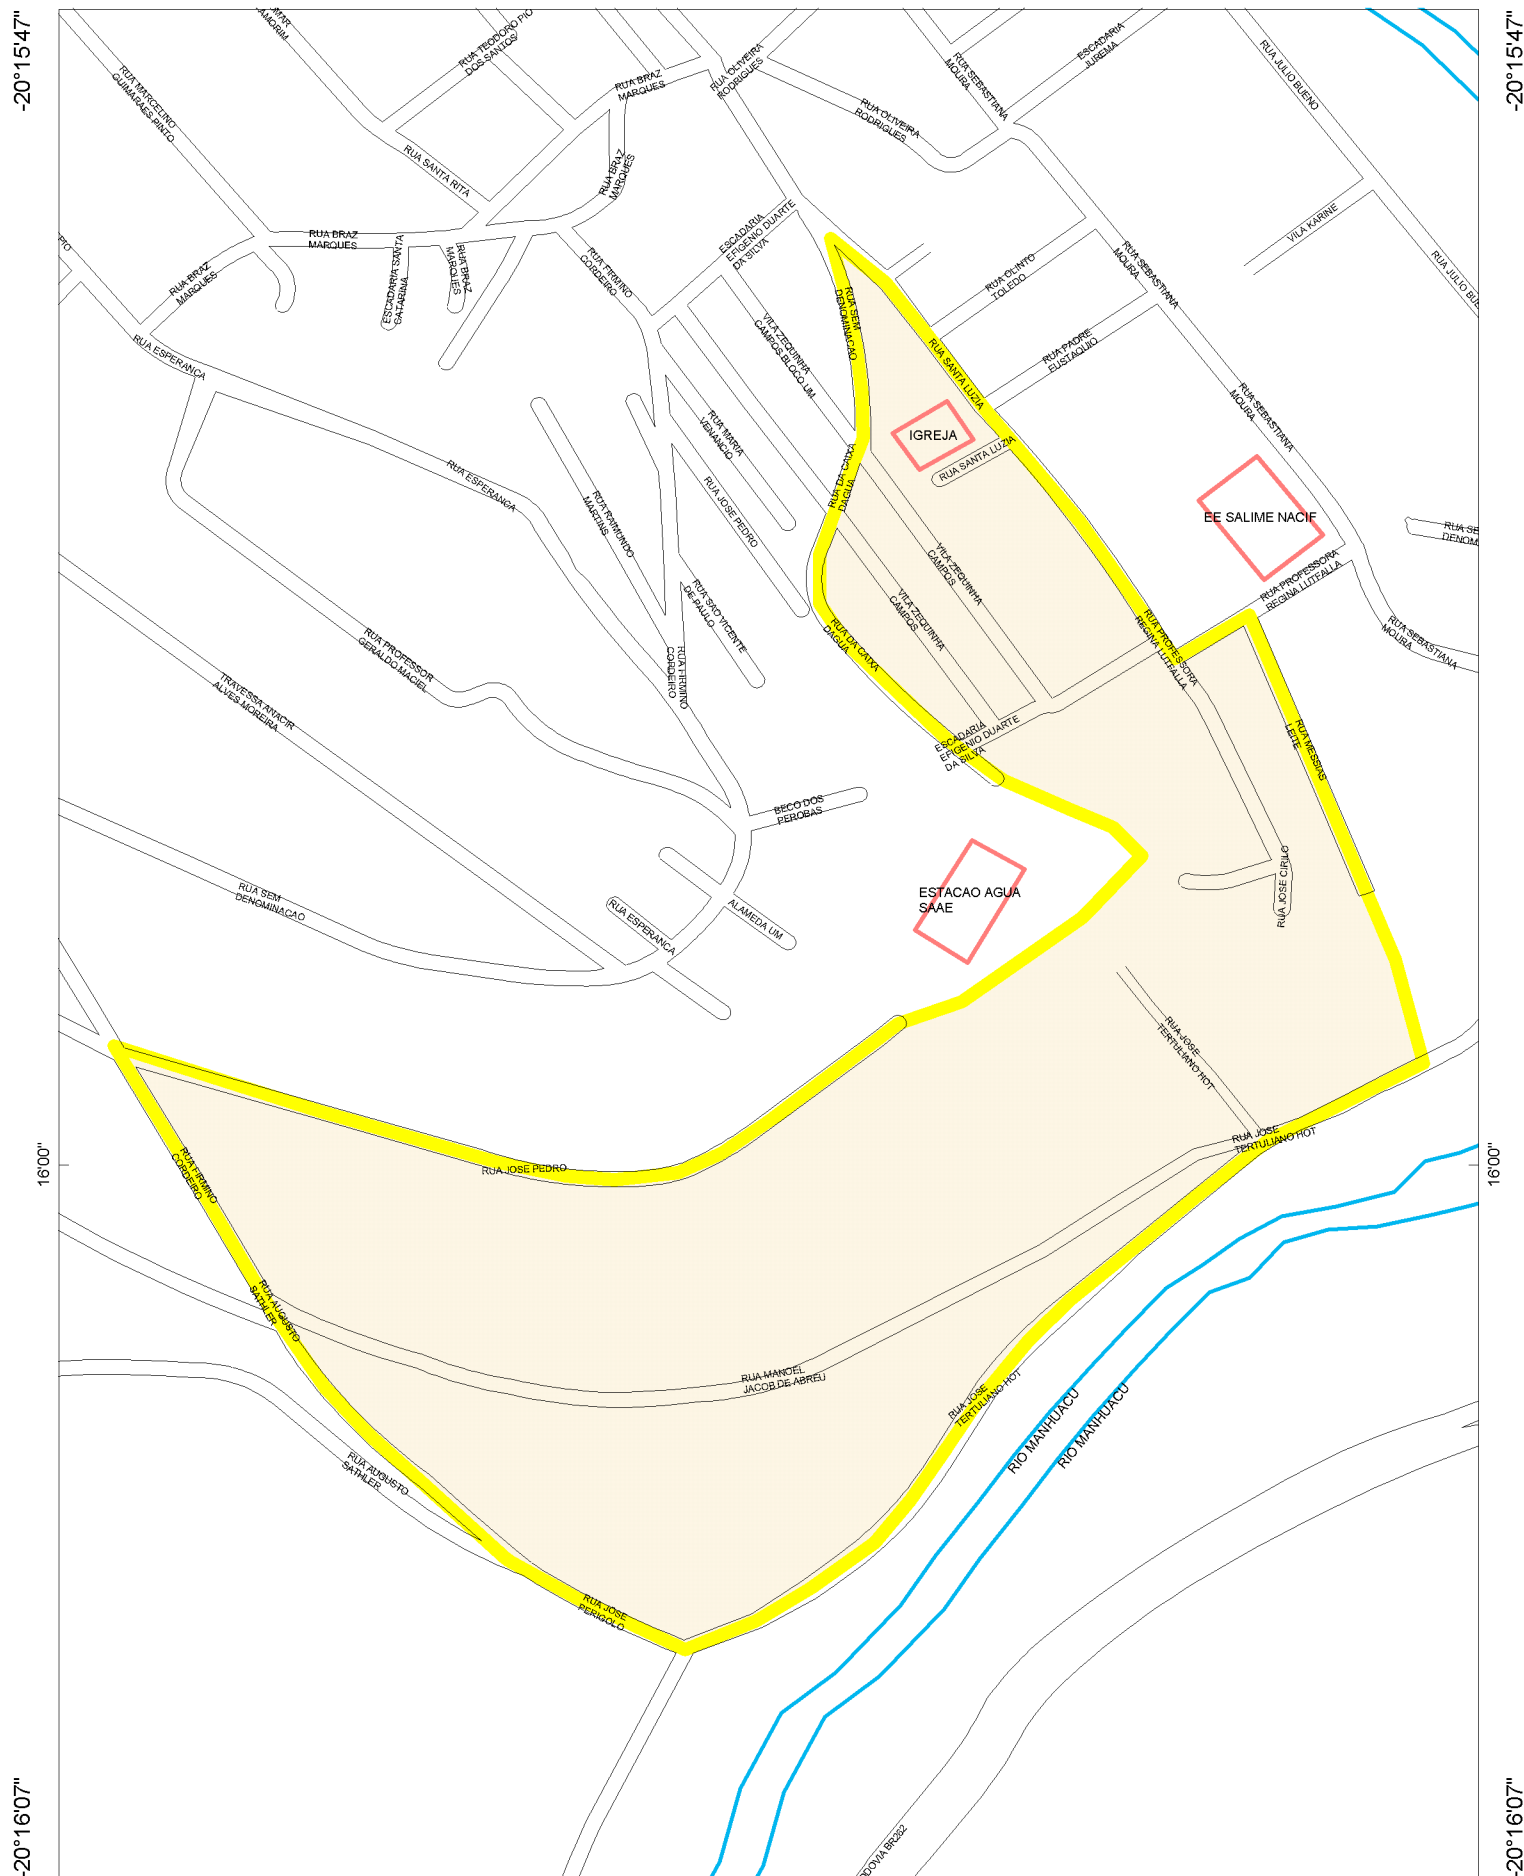 -20°15'47"
-20°15'47"
AMORIM
RUA TEODORO PIO
DOS SANTOS
RUA MARCELINO
GUIMARAES PINTO
RUA BRAZ
MARQUES
RUA OLIVEIRA
RODRIGUES
RUA OLIVEIRA
RODRIGUES
RUA SEBASTIANA
MOURA
ESCADARIA
JUREMA
RUA JULIO BUENO
RUA SANTA RITA
RUA BRAZ
MARQUES
RUA BRAZ
MARQUES
RUA BRAZ
MARQUES
ESCADARIA SANTA
CATARINA
RUA BRAZ
MARQUES
RUA FIRMINO
CORDEIRO
ESCADARIA
EFIGENIO DUARTE
DA SILVA
VILA KARINE
RUA OLINTO
TOLEDO
RUA SEBASTIANA
MOURA
RUA JULIO BUE
RUA ESPERANCA
RUA SEM
DENOMINACAO
VILA ZEQUINHA
CAMPOS BLOCO UM
RUA SANTA LUZIA
RUA PADRE
EUSTAQUIO
RUA SEBASTIANA
MOURA
IGREJA
RUA SANTA LUZIA
RUA MARIA
VENANCIO
RUA ESPERANCA
RUA RAIMUNDO
MARTINS
RUA JOSE PEDRO
RUA DA CAIXA
DAGUA
EE SALIME NACIF
RUA SE
DENOM
RUA PROFESSORA
REGINA LUTFALLA
VILA ZEQUINHA
CAMPOS
VILA ZEQUINHA
CAMPOS
RUA SAO VICENTE
DE PAULO
RUA DA CAIXA
DAGUA
RUA PROFESSORA
REGINA LUTFALLA
RUA SEBASTIANA
MOURA
RUA PROFESSOR
GERALDO MACIEL
RUA FIRMINO
CORDEIRO
TRAVESSA ANACIR
ALVES MOREIRA
ESCADARIA
EFIGENIO DUARTE
DA SILVA
RUA MESSIAS
LEITE
BECO DOS
PEROBAS
RUA JOSE CIRILO
ESTACAO AGUA
SAAE
RUA SEM
DENOMINACAO
RUA ESPERANCA
ALAMEDA UM
RUA JOSE
TERTULIANO HOT
RUA JOSE
TERTULIANO HOT
16'00"
16'00"
RUA JOSE PEDRO
RUA FIRMINO
CORDEIRO
RUA AUGUSTO
SATHLER
RUA MANOEL
JACOB DE ABREU
RUA JOSE
TERTULIANO HOT
RIO MANHUACU
RIO MANHUACU
RUA AUGUSTO
SATHLER
RUA JOSE
PERIGOLO
-20°16'07"
-20°16'07"
DOVIA BR262